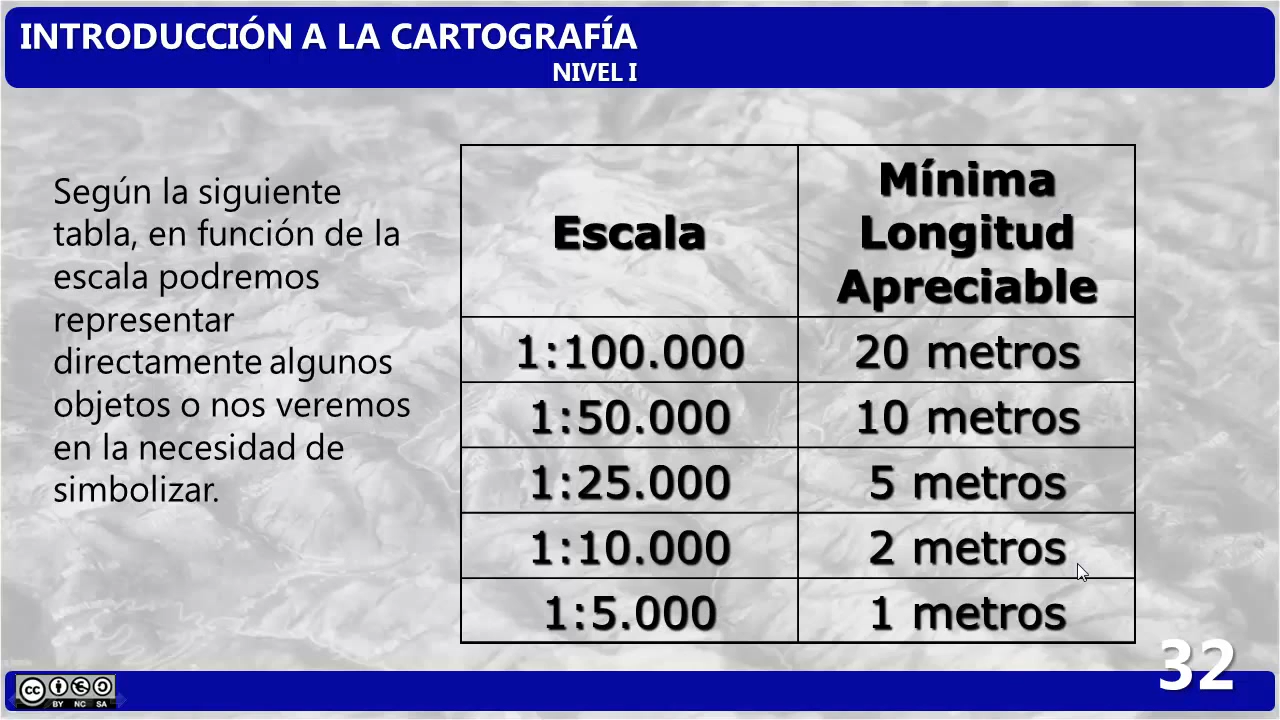 INTRODUCCIÓN A LA CARTOGRAFÍA
NIVEL I
Según la siguiente
tabla, en función de la
escala podremos
representar
directamente algunos
objetos o nos veremos
en la necesidad de
simbolizar.
Escala
Mínima
Longitud
Apreciable
1:100.000 20 metros
1:50.000 10 metros
1:25.000 5 metros
1:10.000 2 metros
1:5.000 1 metros
32
cc BY NC SA